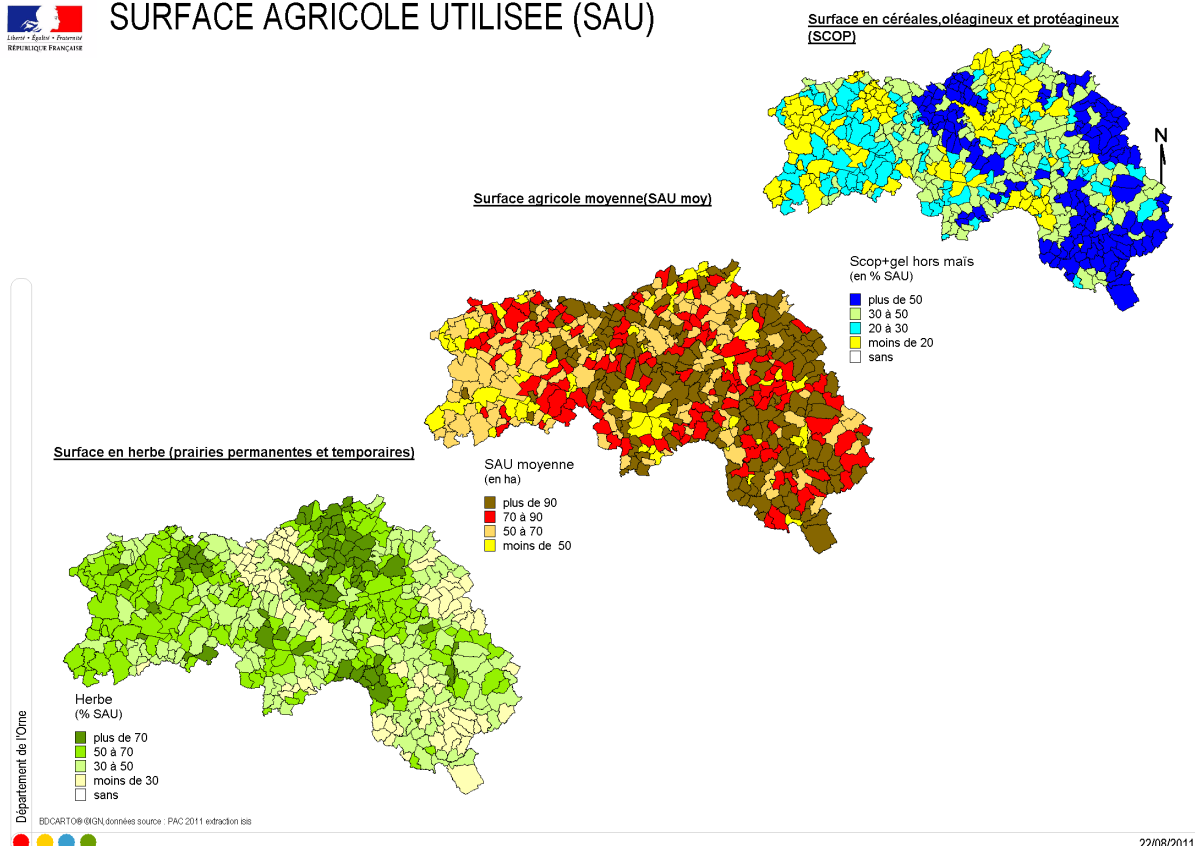 SURFACE AGRICOLE UTILISEE (SAU)
Liberté • Égalité • Fraternité
RÉPUBLIQUE FRANÇAISE
Surface en céréales,oléagineux et protéagineux
(SCOP)
N
Scop+gel hors maïs
(en % SAU)
plus de 50
30 à 50
20 à 30
moins de 20
sans
Surface agricole moyenne(SAU moy)
SAU moyenne
(en ha)
plus de 90
70 à 90
50 à 70
moins de 50
Surface en herbe (prairies permanentes et temporaires)
Herbe
(% SAU)
plus de 70
50 à 70
30 à 50
moins de 30
sans
Département de l'Orne
BDCARTO® ©IGN,données source : PAC 2011 extraction isis
22/08/2011